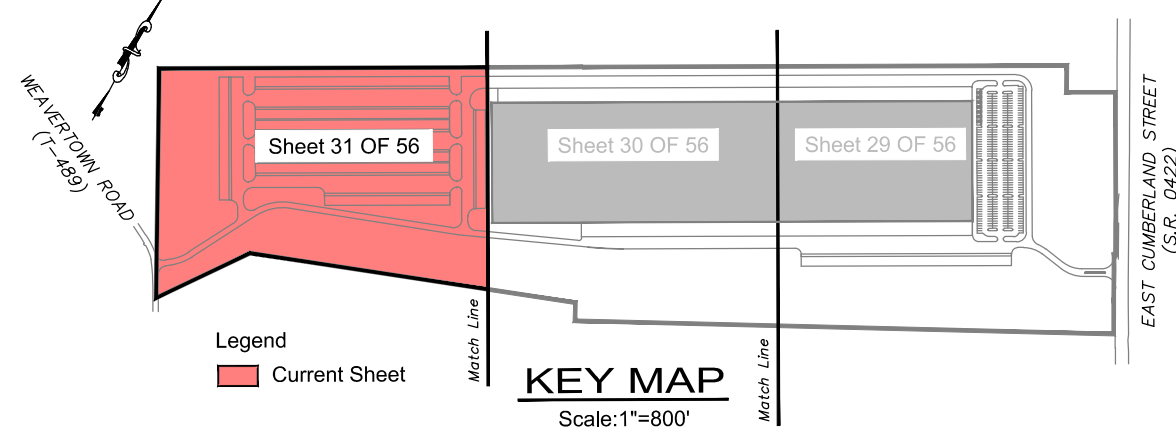 WEAVERTOWN ROAD
(T-489)
Sheet 31 OF 56
Sheet 30 OF 56
Sheet 29 OF 56
EAST CUMBERLAND STREET
(S.R. 0422)
Legend
Current Sheet
Match Line
KEY MAP
Scale:1"=800'
Match Line